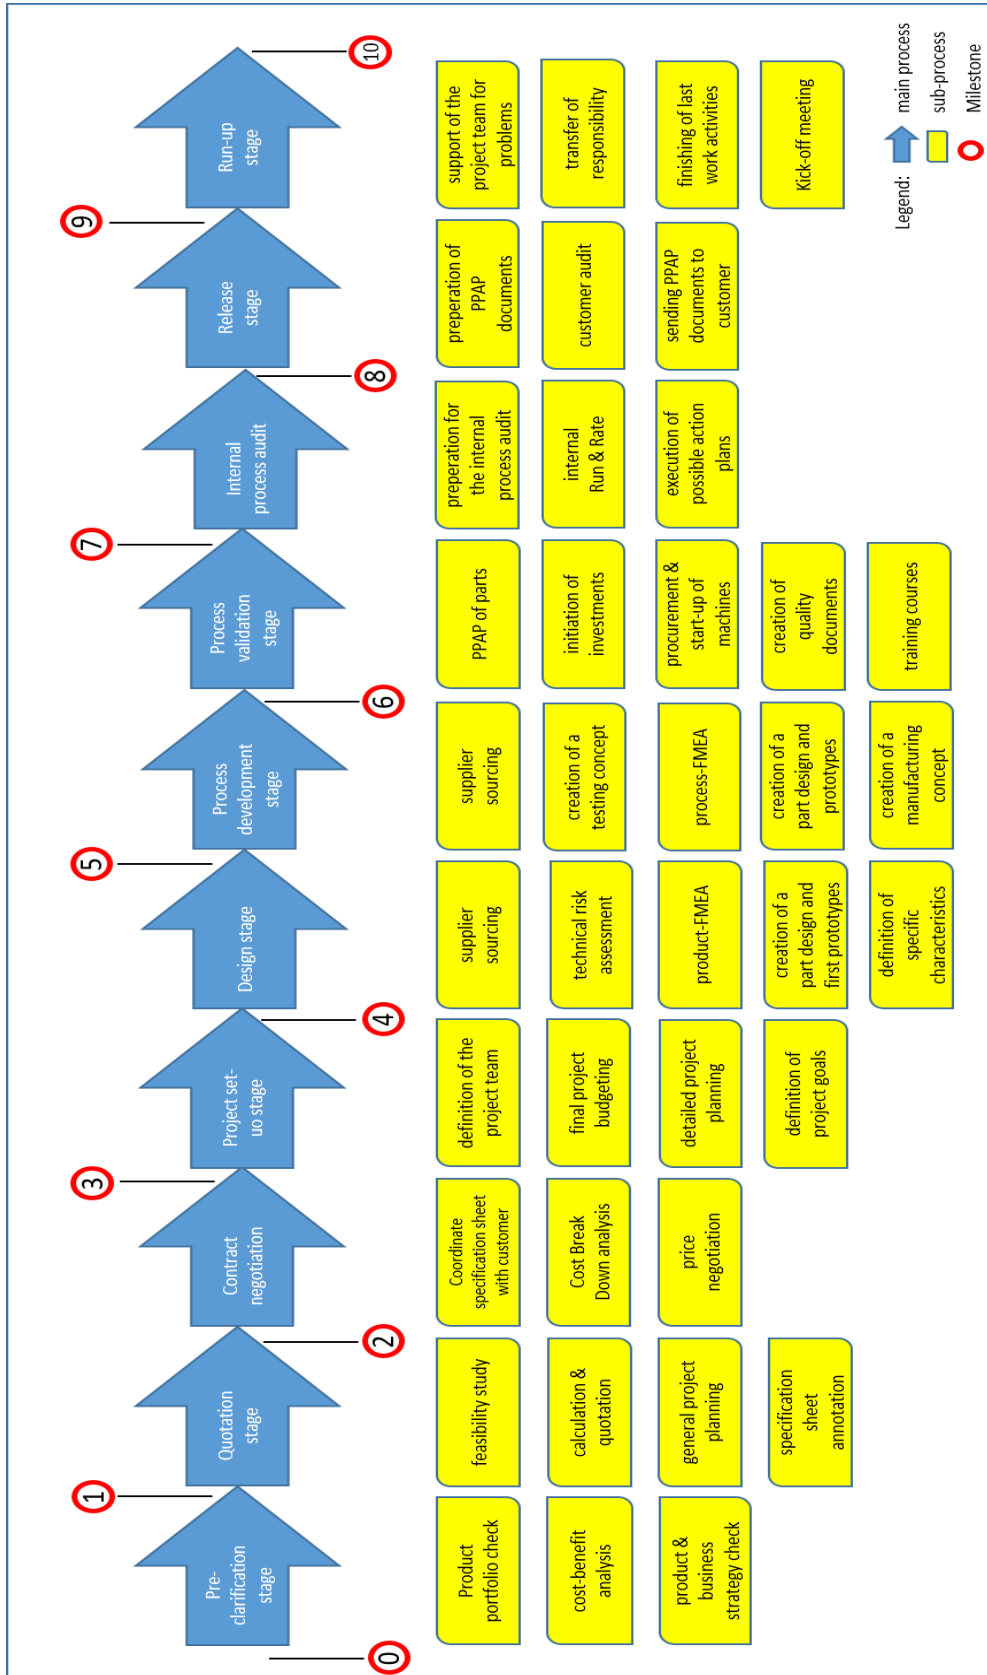 0
1
2
3
4
5
6
7
8
9
10
Pre-
clarification
stage
Quotation
stage
Contract
negotiation
Project set-
uo stage
Design stage
Process
development
stage
Process
validation
stage
Internal
process audit
Release
stage
Run-up
stage
Product
portfolio check
cost-benefit
analysis
product &
business
strategy check
feasibility study
calculation &
quotation
general project
planning
specification
sheet
annotation
Coordinate
specification sheet
with customer
Cost Break
Down analysis
price
negotiation
definition of the
project team
final project
budgeting
detailed project
planning
definition of
project goals
supplier
sourcing
technical risk
assessment
product-FMEA
creation of a
part design and
first prototypes
definition of
specific
characteristics
supplier
sourcing
creation of a
testing concept
process-FMEA
creation of a
part design and
prototypes
creation of a
manufacturing
concept
PPAP of parts
initiation of
investments
procurement &
start-up of
machines
creation of
quality
documents
training courses
preperation for
the internal
process audit
internal
Run & Rate
execution of
possible action
plans
preperation of
PPAP
documents
customer audit
sending PPAP
documents to
customer
support of the
project team for
problems
transfer of
responsibility
finishing of last
work activities
Kick-off meeting
Legend:
main process
sub-process
Milestone